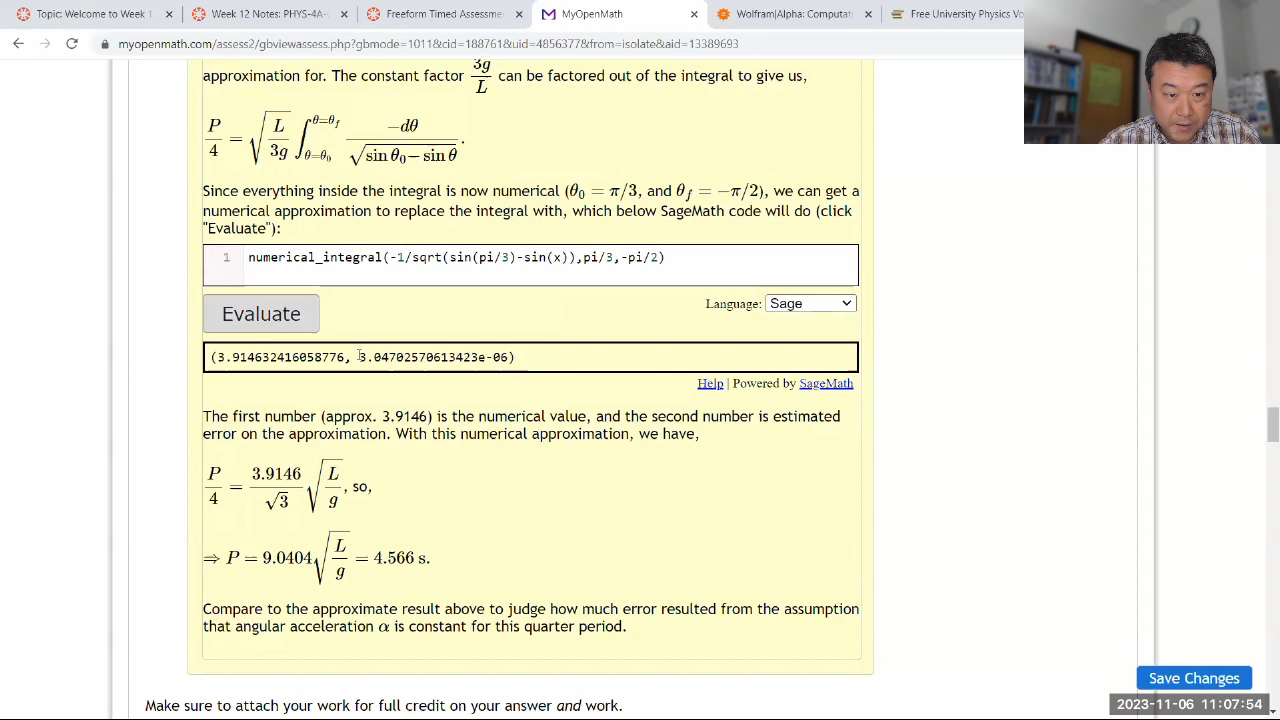 Topic: Welcome to Week 1
Week 12 Notes: PHYS-4A-
Freeform Timed Assessme
MyOpenMath
Wolfram|Alpha: Computati
Free University Physics Vo
myopenmath.com/assess2/gbviewassess.php?gbmode=1011&cid=188761&uid=4856377&from=isolate&aid=13389693
approximation for. The constant factor 3g/L can be factored out of the integral to give us,
P/4 = √(L/3g) ∫_{θ=θ₀}^{θ=θ_f} −dθ/√(sin θ₀ − sin θ).
Since everything inside the integral is now numerical (θ₀ = π/3, and θ_f = −π/2), we can get a
numerical approximation to replace the integral with, which below SageMath code will do (click
"Evaluate"):
1 numerical_integral(-1/sqrt(sin(pi/3)-sin(x)),pi/3,-pi/2)
Evaluate
Language: Sage
(3.914632416058776, 3.04702570613423e-06)
Help | Powered by SageMath
The first number (approx. 3.9146) is the numerical value, and the second number is estimated
error on the approximation. With this numerical approximation, we have,
P/4 = 3.9146/√3 √(L/g), so,
⇒ P = 9.0404√(L/g) = 4.566 s.
Compare to the approximate result above to judge how much error resulted from the assumption
that angular acceleration α is constant for this quarter period.
Save Changes
Make sure to attach your work for full credit on your answer and work.
2023-11-06 11:07:54